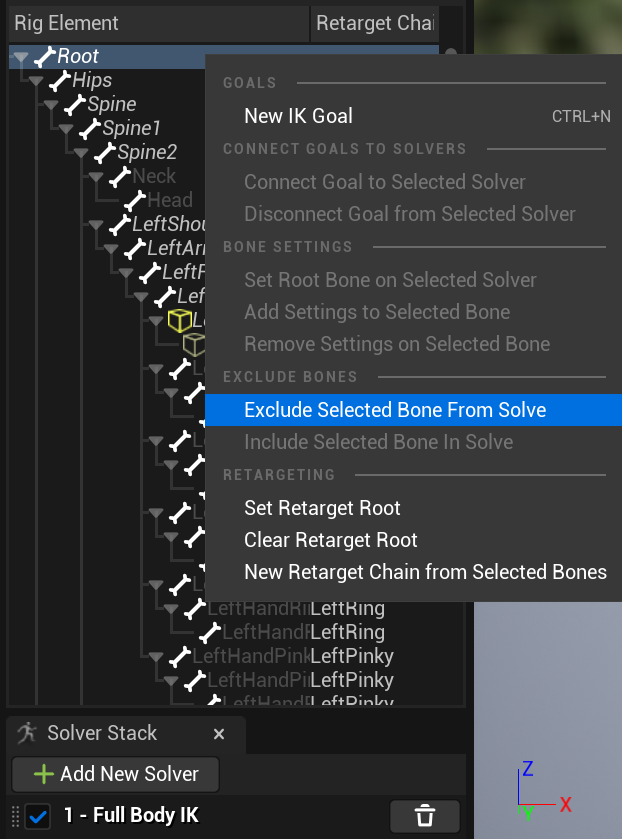 Rig Element Retarget Chai
Root
Hips
Spine
Spine1
Spine2
Neck
Head
LeftShou
LeftAr
LeftF
Lef
GOALS
New IK Goal CTRL+N
CONNECT GOALS TO SOLVERS
Connect Goal to Selected Solver
Disconnect Goal from Selected Solver
BONE SETTINGS
Set Root Bone on Selected Solver
Add Settings to Selected Bone
Remove Settings on Selected Bone
EXCLUDE BONES
Exclude Selected Bone From Solve
Include Selected Bone In Solve
RETARGETING
Set Retarget Root
Clear Retarget Root
New Retarget Chain from Selected Bones
LeftHandRi LeftRing
LeftHandR LeftRing
LeftHandPink LeftPinky
LeftHandPi LeftPinky
LeftHandP LeftPinky
Solver Stack ×
+ Add New Solver
1 - Full Body IK
Z
X
Y